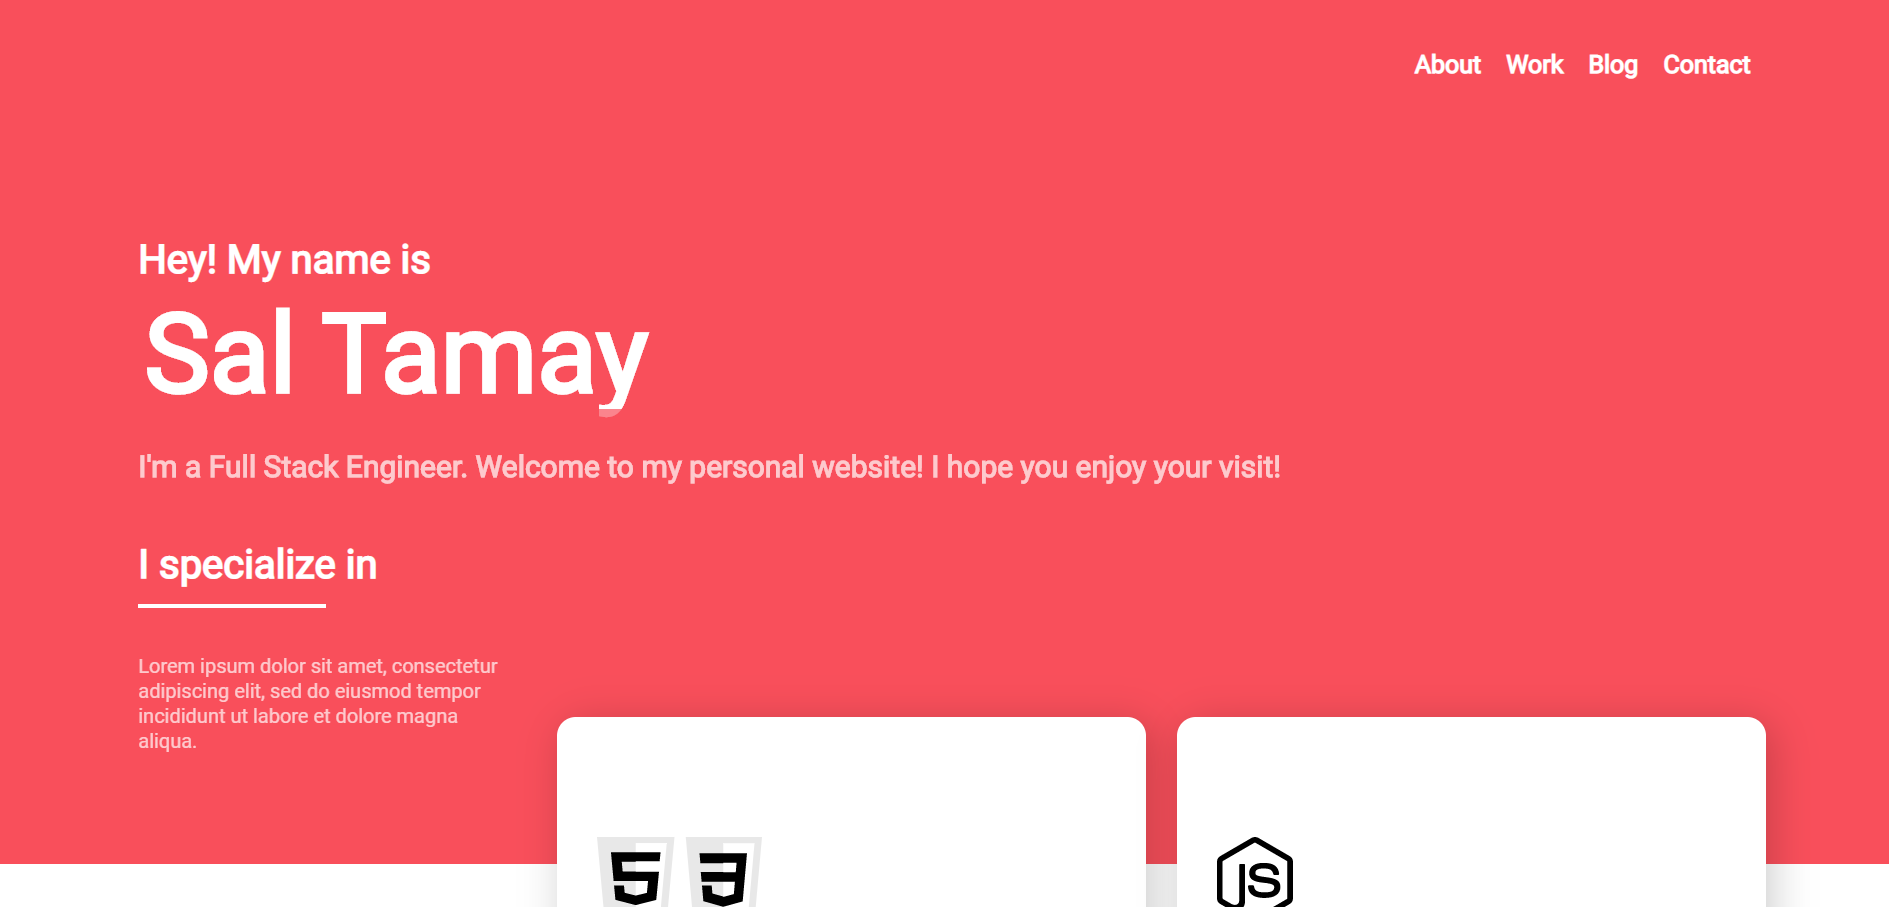 About Work Blog Contact
Hey! My name is
Sal Tamay
I'm a Full Stack Engineer. Welcome to my personal website! I hope you enjoy your visit!
I specialize in
Lorem ipsum dolor sit amet, consectetur
adipiscing elit, sed do eiusmod tempor
incididunt ut labore et dolore magna
aliqua.
5 3 JS